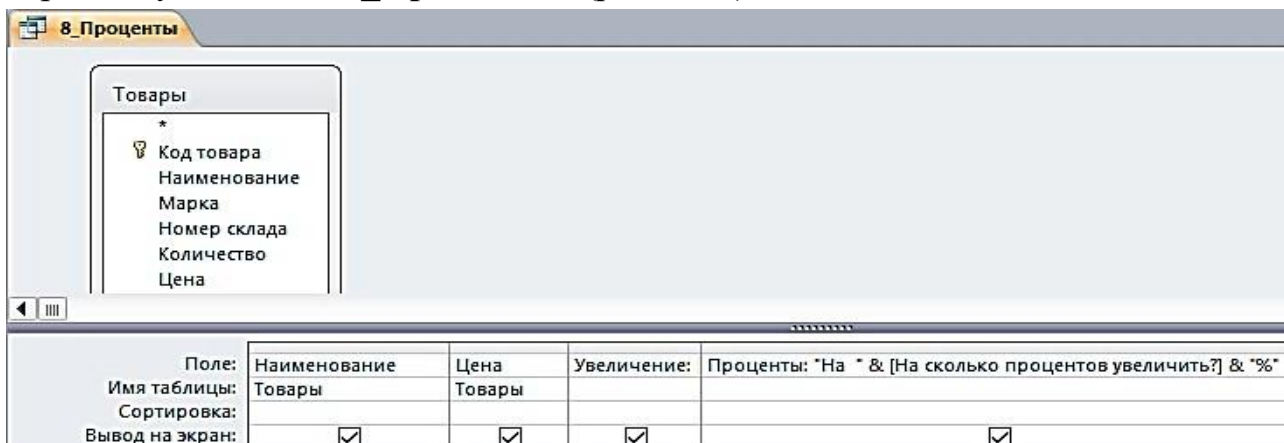 8_Проценты
Товары
*
Код товара
Наименование
Марка
Номер склада
Количество
Цена
Поле: Наименование Цена Увеличение: Проценты: "На " & [На сколько процентов увеличить?] & "%"
Имя таблицы: Товары Товары
Сортировка:
Вывод на экран: